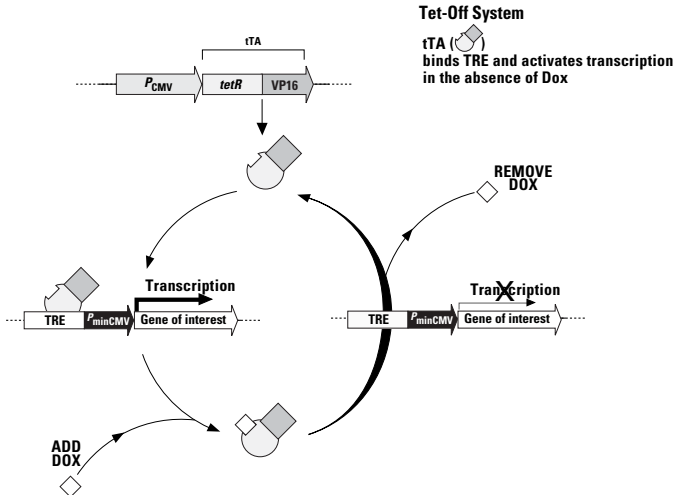 Tet-Off System
tTA ( )
binds TRE and activates transcription
in the absence of Dox
tTA
PCMV tetR VP16
REMOVE
DOX
Transcription
TRE PminCMV Gene of interest
Transcription
TRE PminCMV Gene of interest
ADD
DOX